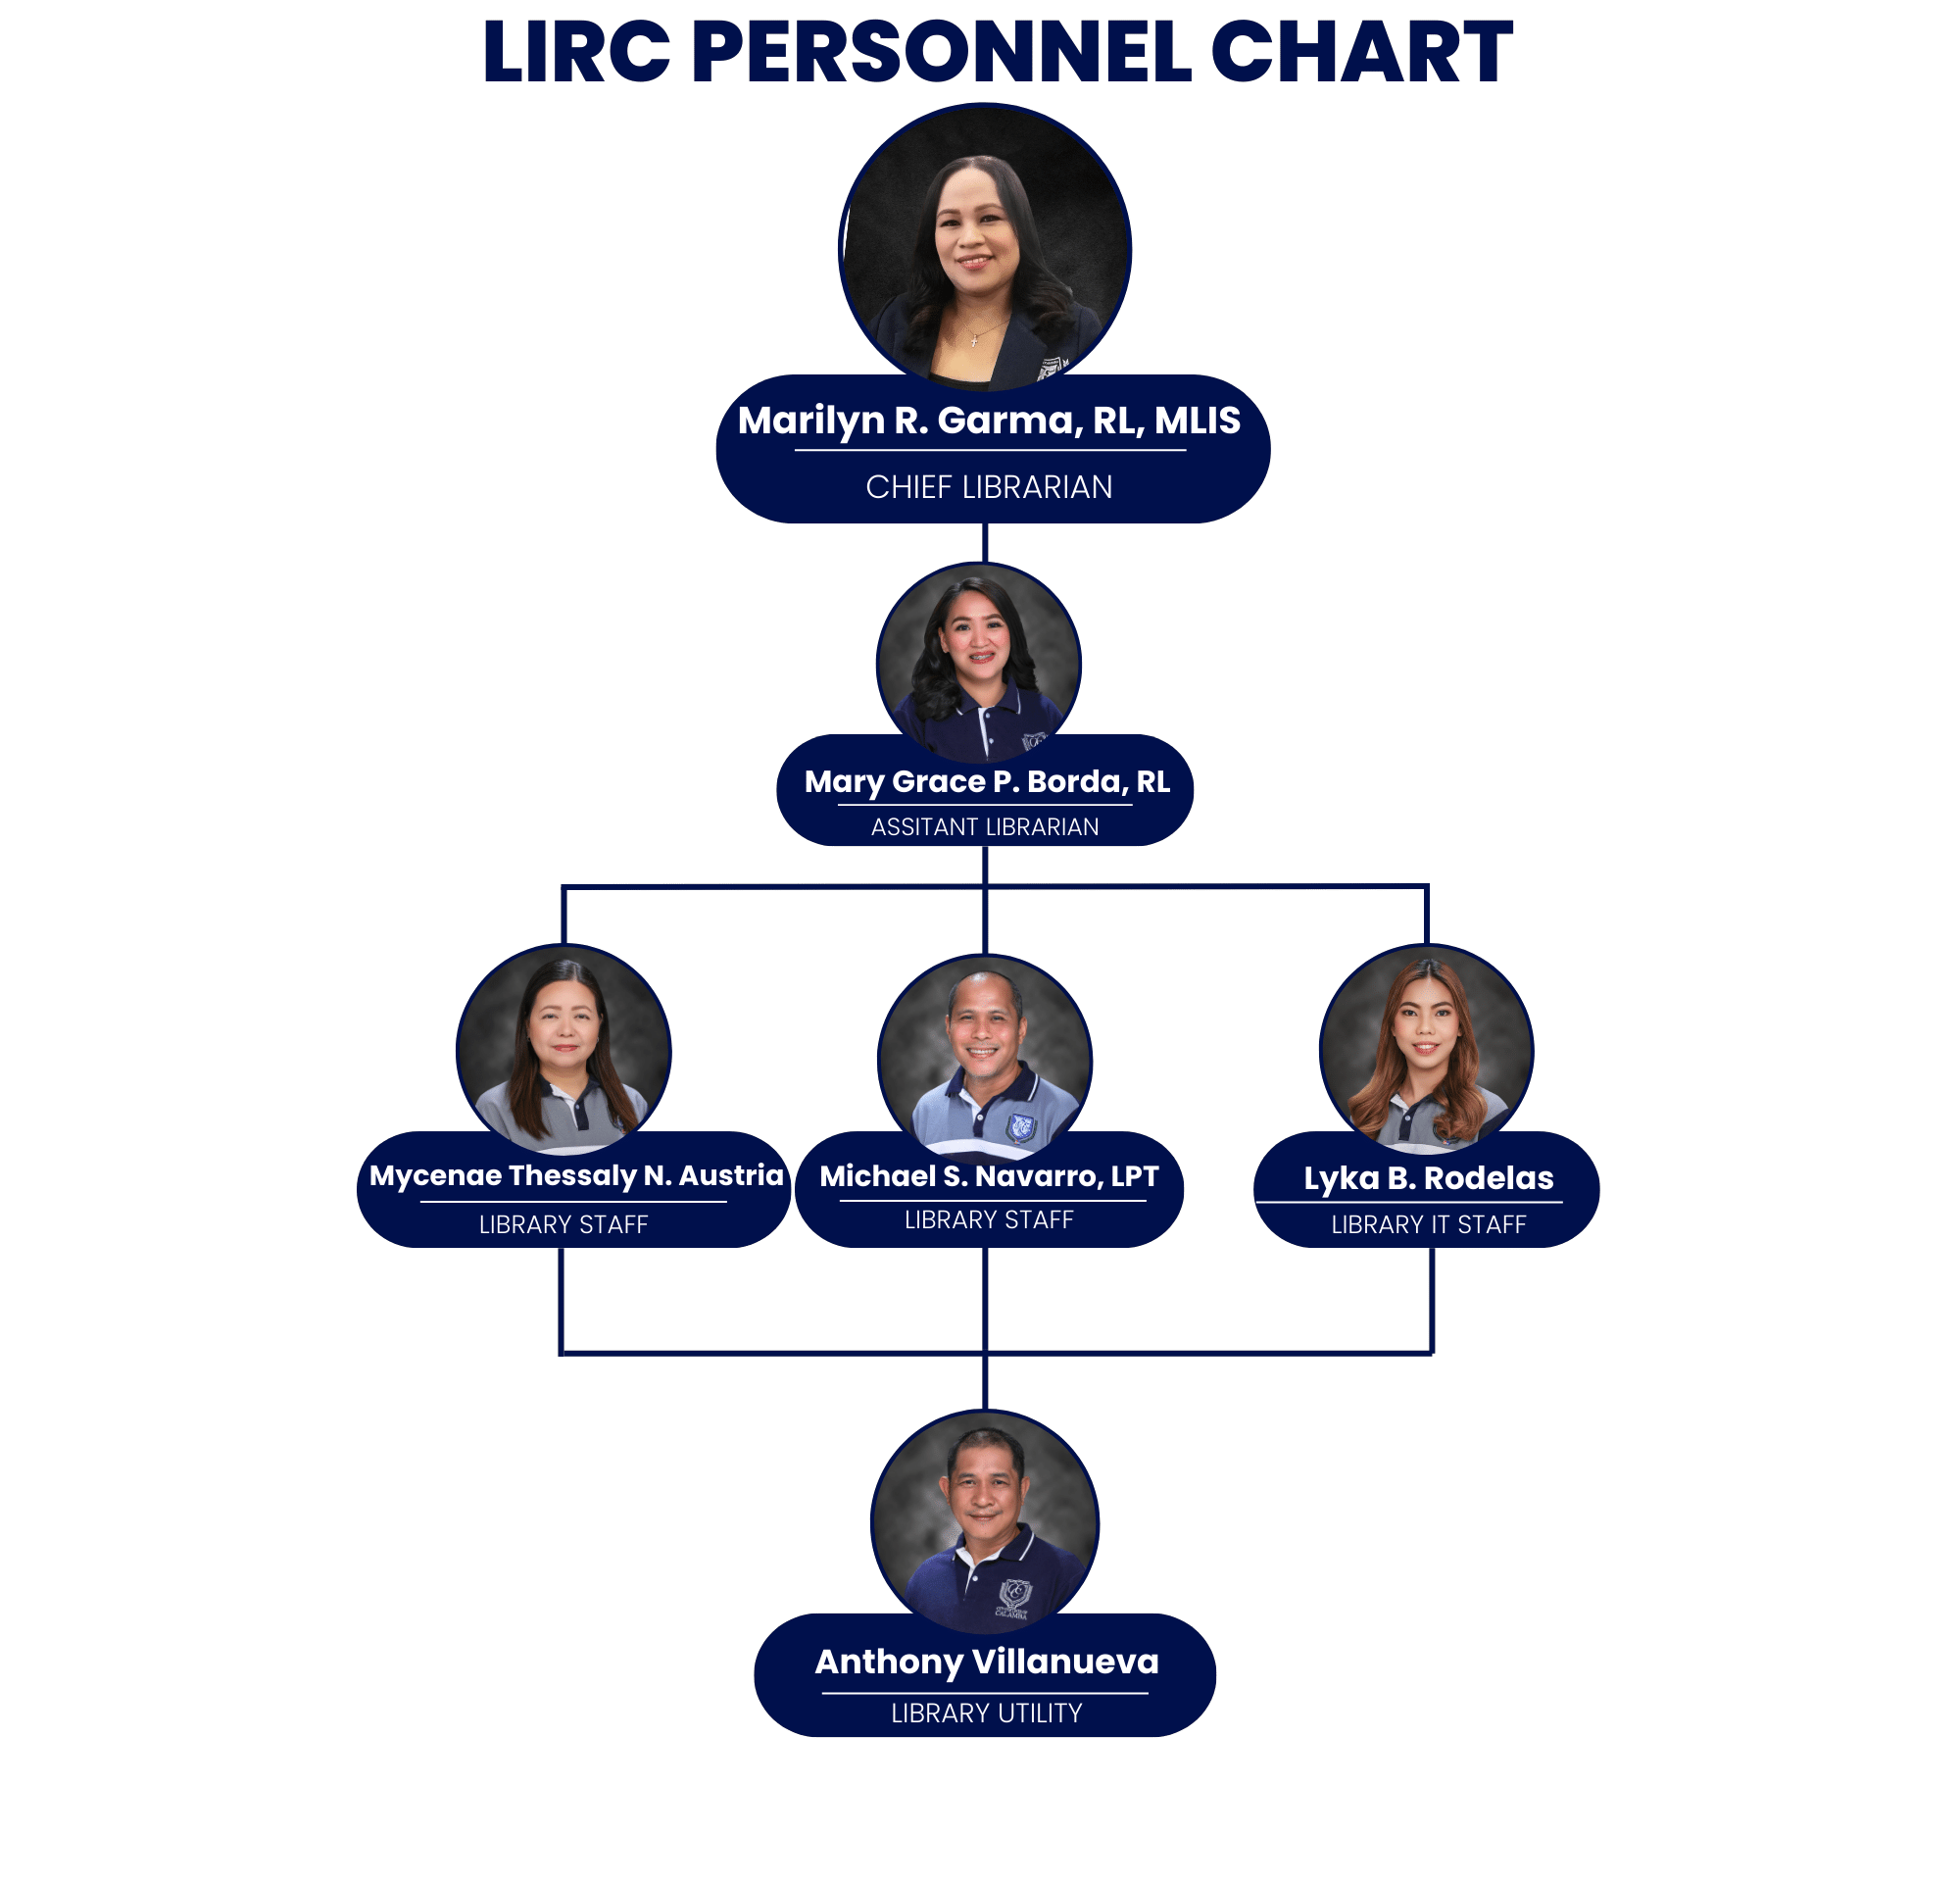 LIRC PERSONNEL CHART
Marilyn R. Garma, RL, MLIS
CHIEF LIBRARIAN
Mary Grace P. Borda, RL
ASSITANT LIBRARIAN
Mycenae Thessaly N. Austria
LIBRARY STAFF
Michael S. Navarro, LPT
LIBRARY STAFF
Lyka B. Rodelas
LIBRARY IT STAFF
CALAMBA
Anthony Villanueva
LIBRARY UTILITY